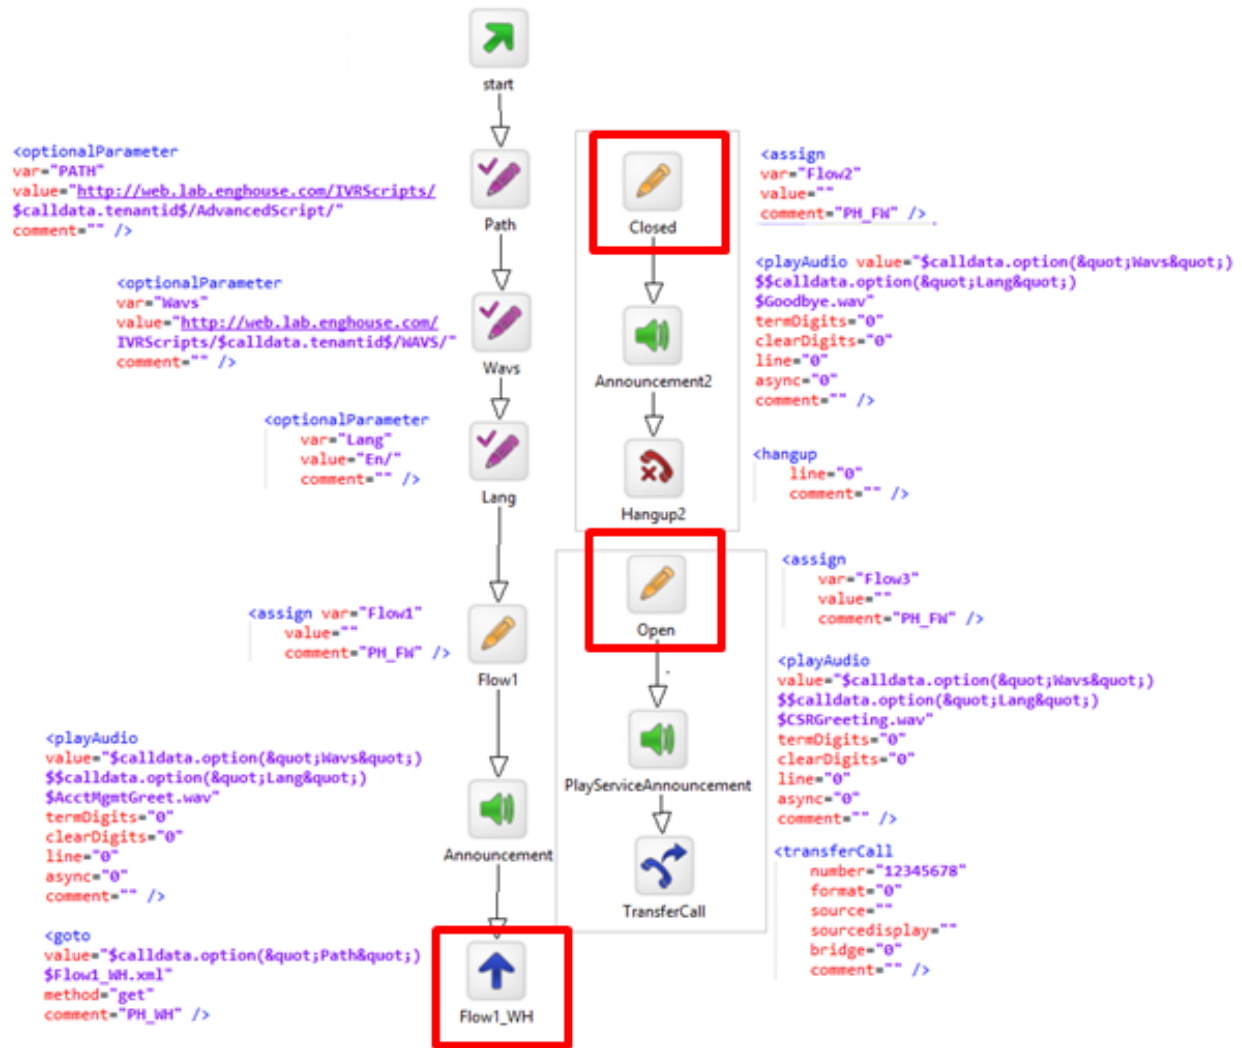 start
<optionalParameter
var="PATH"
value="http://web.lab.enghouse.com/IVRScripts/
$calldata.tenantid$/AdvancedScript/"
comment="" />
Path
<optionalParameter
var="Wavs"
value="http://web.lab.enghouse.com/
IVRScripts/$calldata.tenantid$/WAVS/"
comment="" />
Wavs
<optionalParameter
var="Lang"
value="En/"
comment="" />
Lang
<assign var="Flow1"
value=""
comment="PH_FW" />
Flow1
<playAudio
value="$calldata.option(&quot;Wavs&quot;)
$$calldata.option(&quot;Lang&quot;)
$AcctMgmtGreet.wav"
termDigits="0"
clearDigits="0"
line="0"
async="0"
comment="" />
Announcement
<goto
value="$calldata.option(&quot;Path&quot;)
$Flow1_WH.xml"
method="get"
comment="PH_WH" />
Flow1_WH
Closed
<assign
var="Flow2"
value=""
comment="PH_FW" />
Announcement2
<playAudio value="$calldata.option(&quot;Wavs&quot;)
$$calldata.option(&quot;Lang&quot;)
$Goodbye.wav"
termDigits="0"
clearDigits="0"
line="0"
async="0"
comment="" />
Hangup2
<hangup
line="0"
comment="" />
Open
<assign
var="Flow3"
value=""
comment="PH_FW" />
PlayServiceAnnouncement
<playAudio
value="$calldata.option(&quot;Wavs&quot;)
$$calldata.option(&quot;Lang&quot;)
$CSRGreeting.wav"
termDigits="0"
clearDigits="0"
line="0"
async="0"
comment="" />
TransferCall
<transferCall
number="12345678"
format="0"
source=""
sourcedisplay=""
bridge="0"
comment="" />